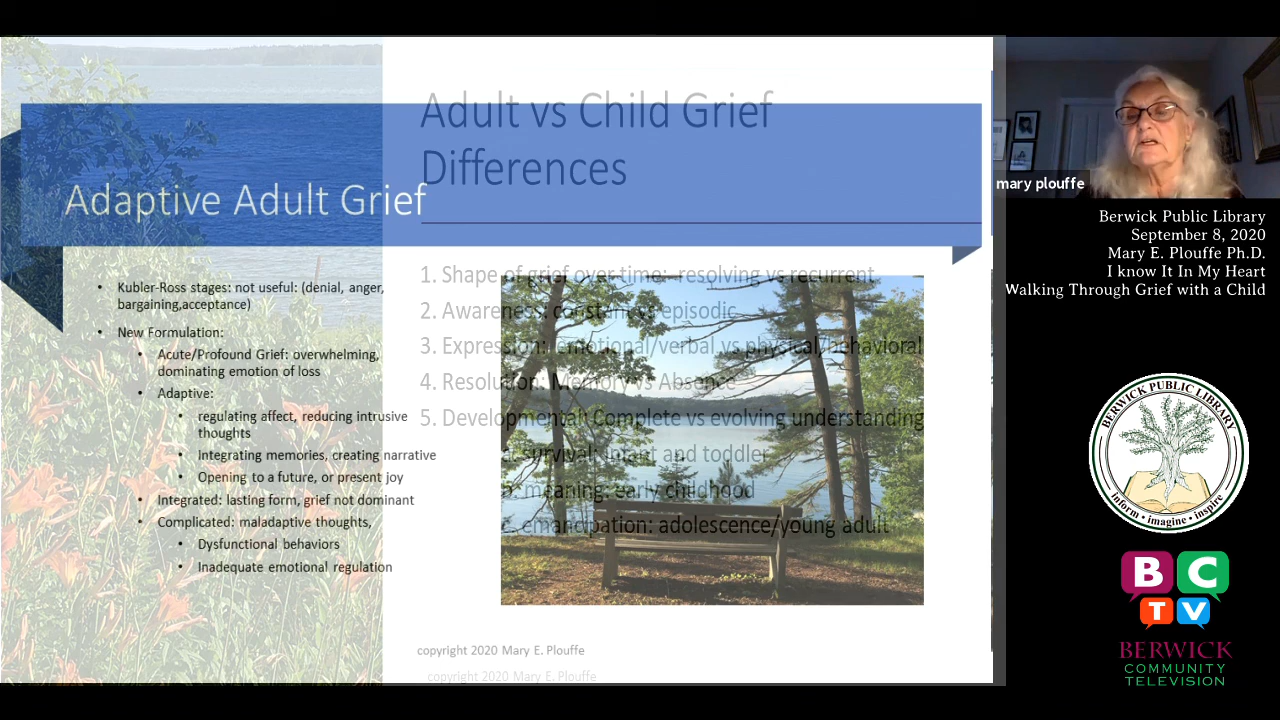 Adaptive Adult Grief
• Kubler-Ross stages: not useful: (denial, anger,
bargaining,acceptance)
• New Formulation:
• Acute/Profound Grief: overwhelming,
dominating emotion of loss
• Adaptive:
• regulating affect, reducing intrusive
thoughts
• Integrating memories, creating narrative
• Opening to a future, or present joy
• Integrated: lasting form, grief not dominant
• Complicated: maladaptive thoughts,
• Dysfunctional behaviors
• Inadequate emotional regulation
copyright 2020 Mary E. Plouffe
Adult vs Child Grief
Differences
1. Shape of grief over time: resolving vs recurrent
2. Awareness: constant vs episodic
3. Expression: emotional/verbal vs physical/behavioral
4. Resolution: Memory vs Absence
5. Developmental: Complete vs evolving understanding
a. survival: infant and toddler
b. meaning: early childhood
c. emancipation: adolescence/young adult
copyright 2020 Mary E. Plouffe
mary plouffe
Berwick Public Library
September 8, 2020
Mary E. Plouffe Ph.D.
I know It In My Heart
Walking Through Grief with a Child
BERWICK PUBLIC LIBRARY
inform • imagine • inspire
BC
TV
BERWICK
COMMUNITY
TELEVISION